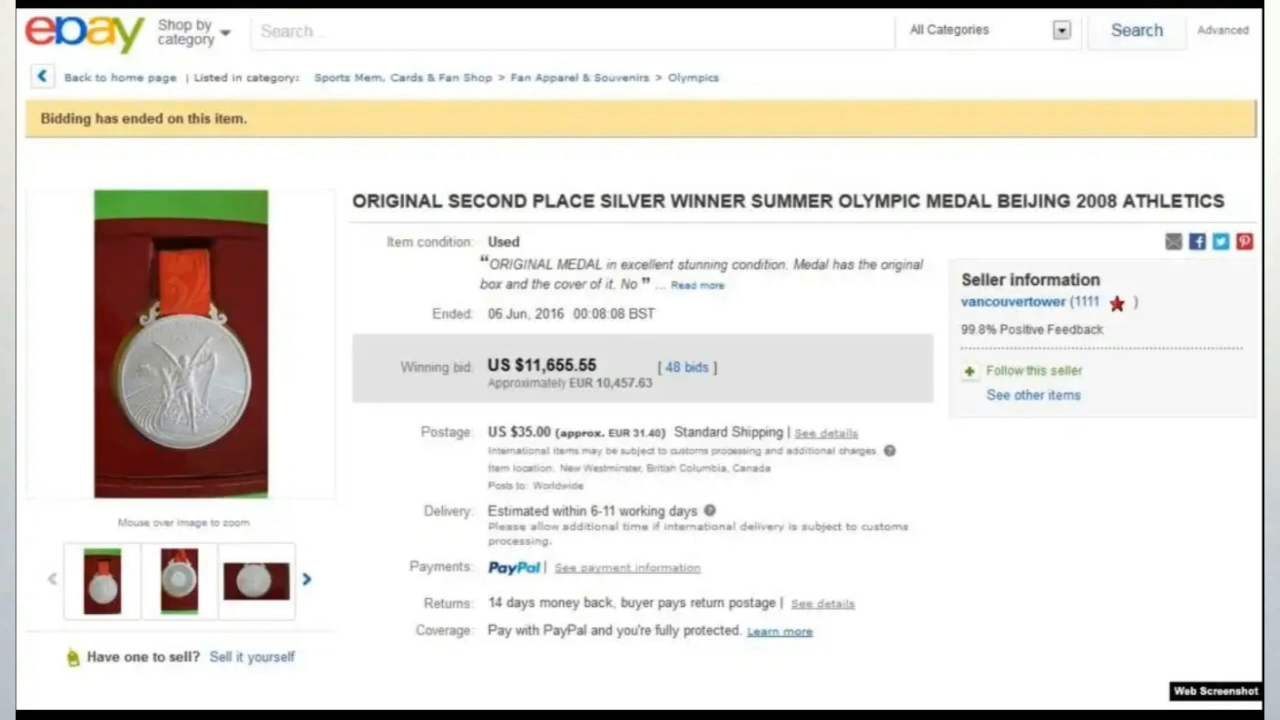 ebay
Shop by
category
Search...
All Categories
Search
Advanced
Back to home page | Listed in category: Sports Mem, Cards & Fan Shop > Fan Apparel & Souvenirs > Olympics
Bidding has ended on this item.
ORIGINAL SECOND PLACE SILVER WINNER SUMMER OLYMPIC MEDAL BEIJING 2008 ATHLETICS
Item condition: Used
“ORIGINAL MEDAL in excellent stunning condition. Medal has the original
box and the cover of it. No ” ... Read more
Ended: 06 Jun, 2016 00:08:08 BST
Winning bid: US $11,655.55 [ 48 bids ]
Approximately EUR 10,457.63
Postage: US $35.00 (approx. EUR 31.40) Standard Shipping | See details
International items may be subject to customs processing and additional charges.
Item location: New Westminster, British Columbia, Canada
Posts to: Worldwide
Delivery: Estimated within 6-11 working days
Please allow additional time if international delivery is subject to customs
processing.
Payments: PayPal | See payment information
Returns: 14 days money back, buyer pays return postage | See details
Coverage: Pay with PayPal and you're fully protected. Learn more
Seller information
vancouvertower (1111 )
99.8% Positive Feedback
Follow this seller
See other items
Mouse over image to zoom
Have one to sell? Sell it yourself
Web Screenshot